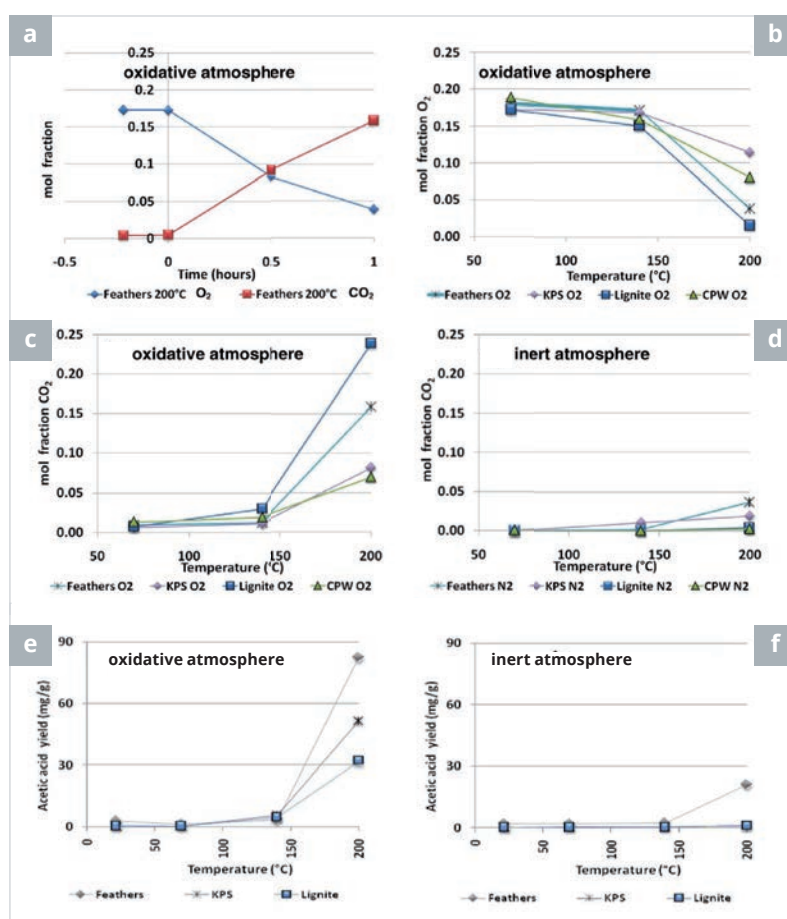 a
oxidative atmosphere
0.25
0.2
0.15
0.1
0.05
0
mol fraction
-0.5 0 0.5 1
Time (hours)
Feathers 200°C O₂ Feathers 200°C CO₂
b
oxidative atmosphere
0.25
0.20
0.15
0.10
0.05
0.00
mol fraction O₂
50 100 150 200
Temperature (°C)
Feathers O2 KPS O2 Lignite O2 CPW O2
c
oxidative atmosphere
0.25
0.20
0.15
0.10
0.05
0.00
mol fraction CO₂
50 100 150 200
Temperature (°C)
Feathers O2 KPS O2 Lignite O2 CPW O2
d
inert atmosphere
0.25
0.20
0.15
0.10
0.05
0.00
mol fraction CO₂
50 100 150 200
Temperature (°C)
Feathers N2 KPS N2 Lignite N2 CPW N2
e
oxidative atmosphere
90
60
30
0
Acetic acid yield (mg/g)
0 50 100 150 200
Temperature (°C)
Feathers KPS Lignite
f
inert atmosphere
90
60
30
0
Acetic acid yield (mg/g)
0 50 100 150 200
Temperature (°C)
Feathers KPS Lignite